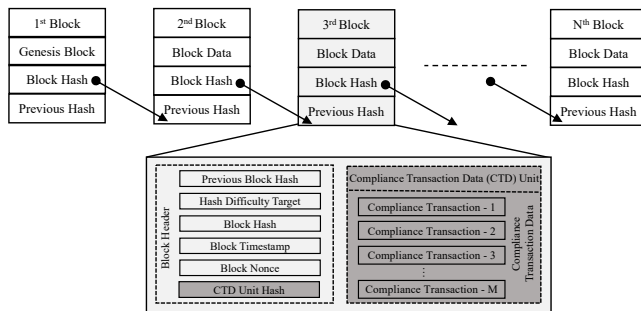 1st Block
Genesis Block
Block Hash
Previous Hash
2nd Block
Block Data
Block Hash
Previous Hash
3rd Block
Block Data
Block Hash
Previous Hash
Nth Block
Block Data
Block Hash
Previous Hash
Block Header
Previous Block Hash
Hash Difficulty Target
Block Hash
Block Timestamp
Block Nonce
CTD Unit Hash
Compliance Transaction Data (CTD) Unit
Compliance Transaction - 1
Compliance Transaction - 2
Compliance Transaction - 3
⋮
Compliance Transaction - M
Compliance
Transaction Data